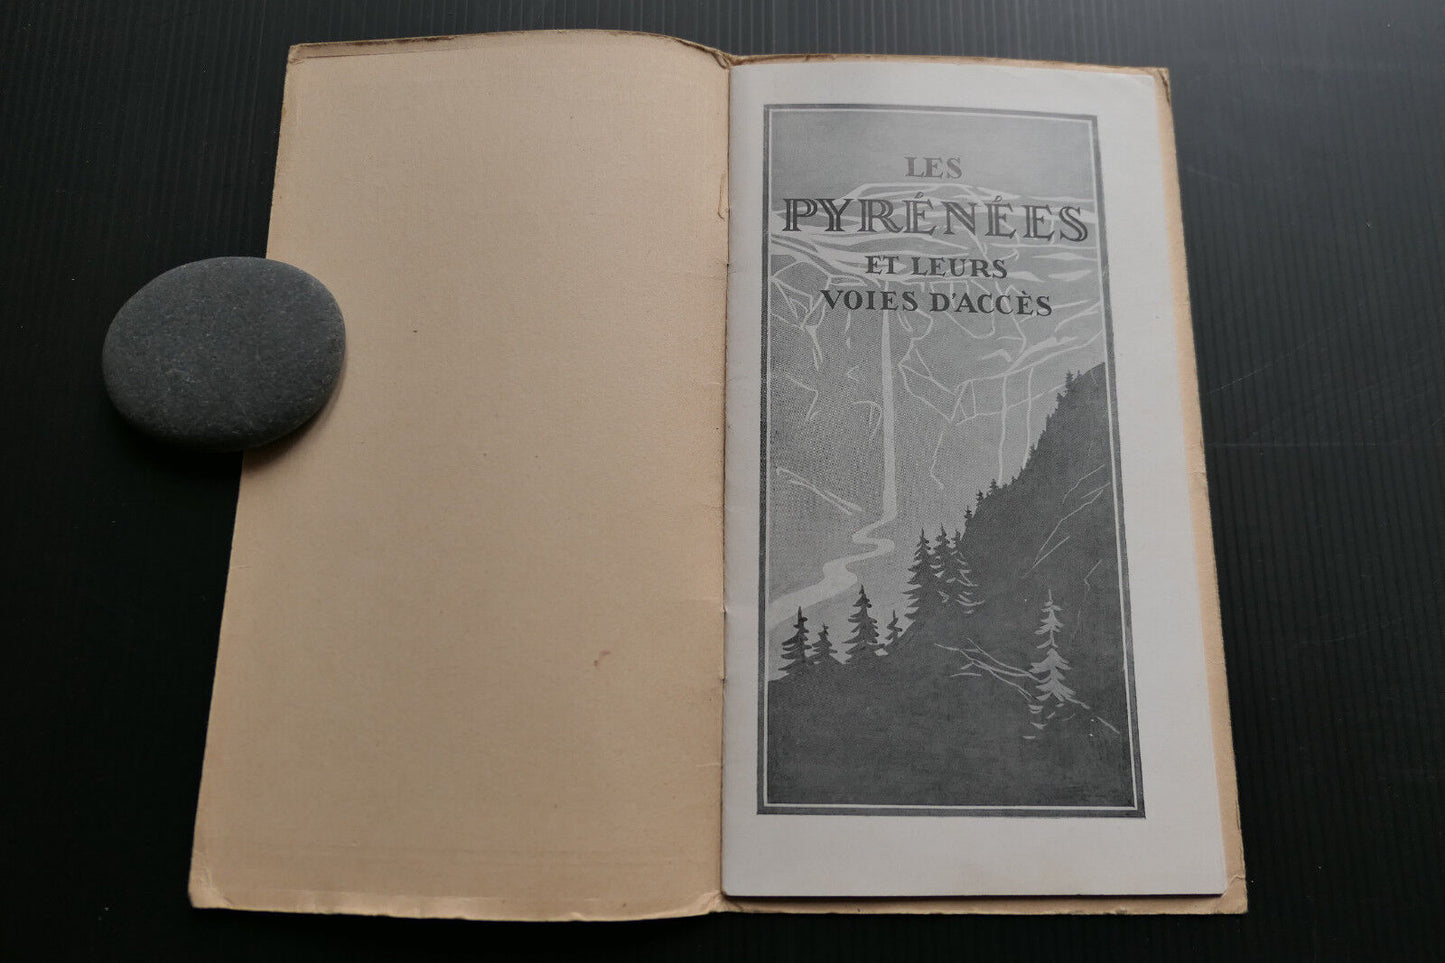 LES
PYRÉNÉES
ET LEURS
VOIES D'ACCÈS